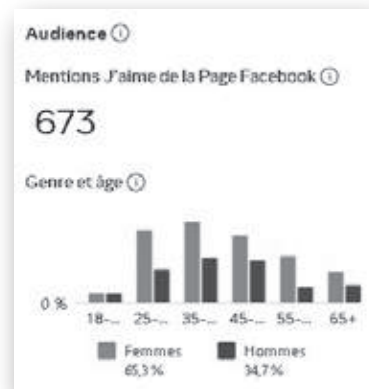 Audience
Mentions J'aime de la Page Facebook
673
Genre et âge
0 %
18-... 25-... 35-... 45-... 55-... 65+
Femmes Hommes
65,3 % 34,7 %